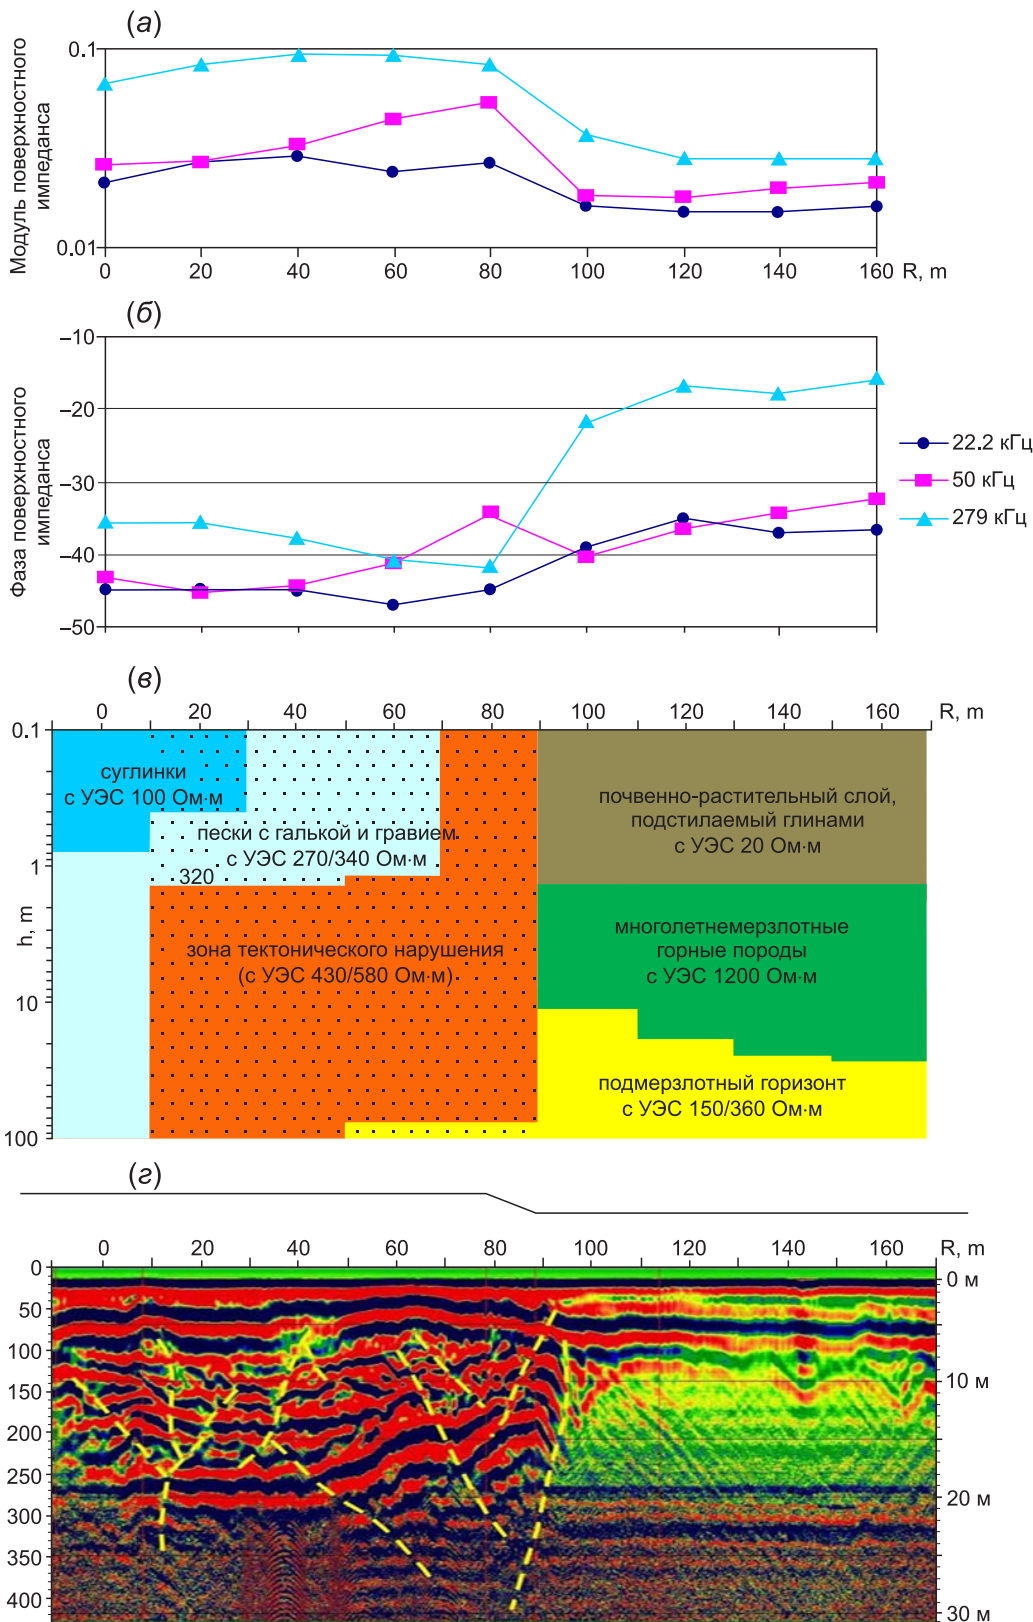 (а)
Модуль поверхностного
импеданса
0.1
0.01
0 20 40 60 80 100 120 140 160 R, m
(б)
Фаза поверхностного
импеданса
–10
–20
–30
–40
–50
22.2 кГц
50 кГц
279 кГц
(в)
0 20 40 60 80 100 120 140 160 R, m
h, m
0.1
1
10
100
суглинки
с УЭС 100 Ом·м
пески с галькой и гравием
с УЭС 270/340 Ом·м
320
зона тектонического нарушения
(с УЭС 430/580 Ом·м)
почвенно-растительный слой,
подстилаемый глинами
с УЭС 20 Ом·м
многолетнемерзлотные
горные породы
с УЭС 1200 Ом·м
подмерзлотный горизонт
с УЭС 150/360 Ом·м
(г)
0 20 40 60 80 100 120 140 160 R, m
0
50
100
150
200
250
300
350
400
0 м
10 м
20 м
30 м